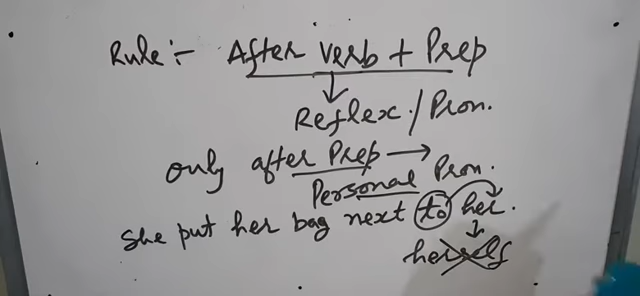 Rule :- After verb + Prep
Reflex./Pron.
only after Prep →
Personal Pron.
She put her bag next to her.
herself